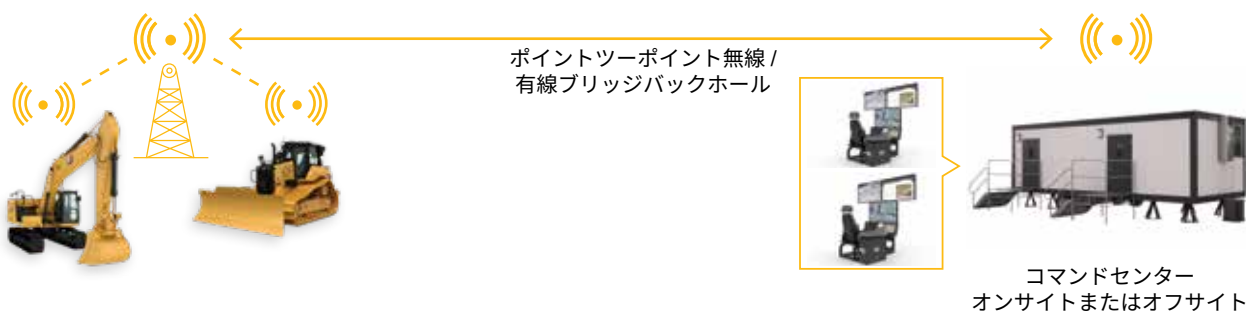 ポイントツーポイント無線 /
有線ブリッジバックホール
コマンドセンター
オンサイトまたはオフサイト